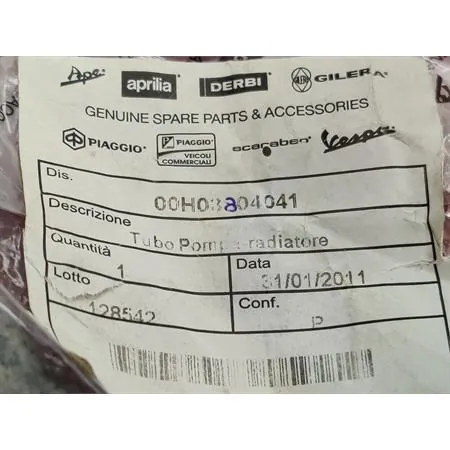 Ape aprilia DERBI GILERA
GENUINE SPARE PARTS & ACCESSORIES
PIAGGIO PIAGGIO VEICOLI COMMERCIALI scarabeo Vespa
Dis.
00H03804041
Descrizione
Tubo Pompa-radiatore
Quantità
1
Data
31/01/2011
Lotto
128542
Conf.
P